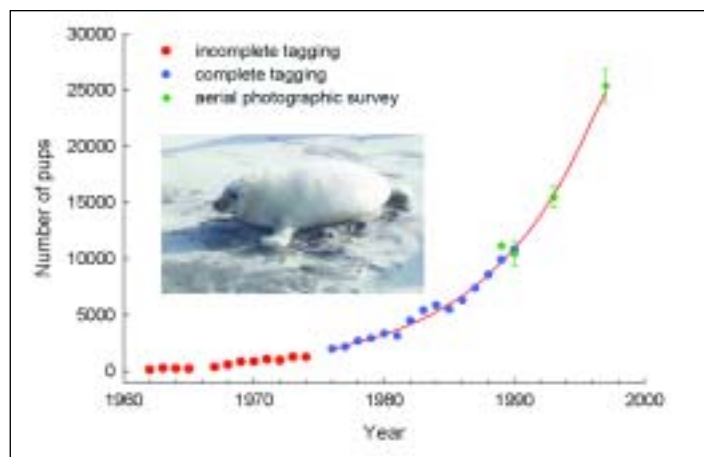 30000
25000
20000
15000
10000
5000
0
Number of pups
incomplete tagging
complete tagging
aerial photographic survey
1960
1970
1980
1990
2000
Year